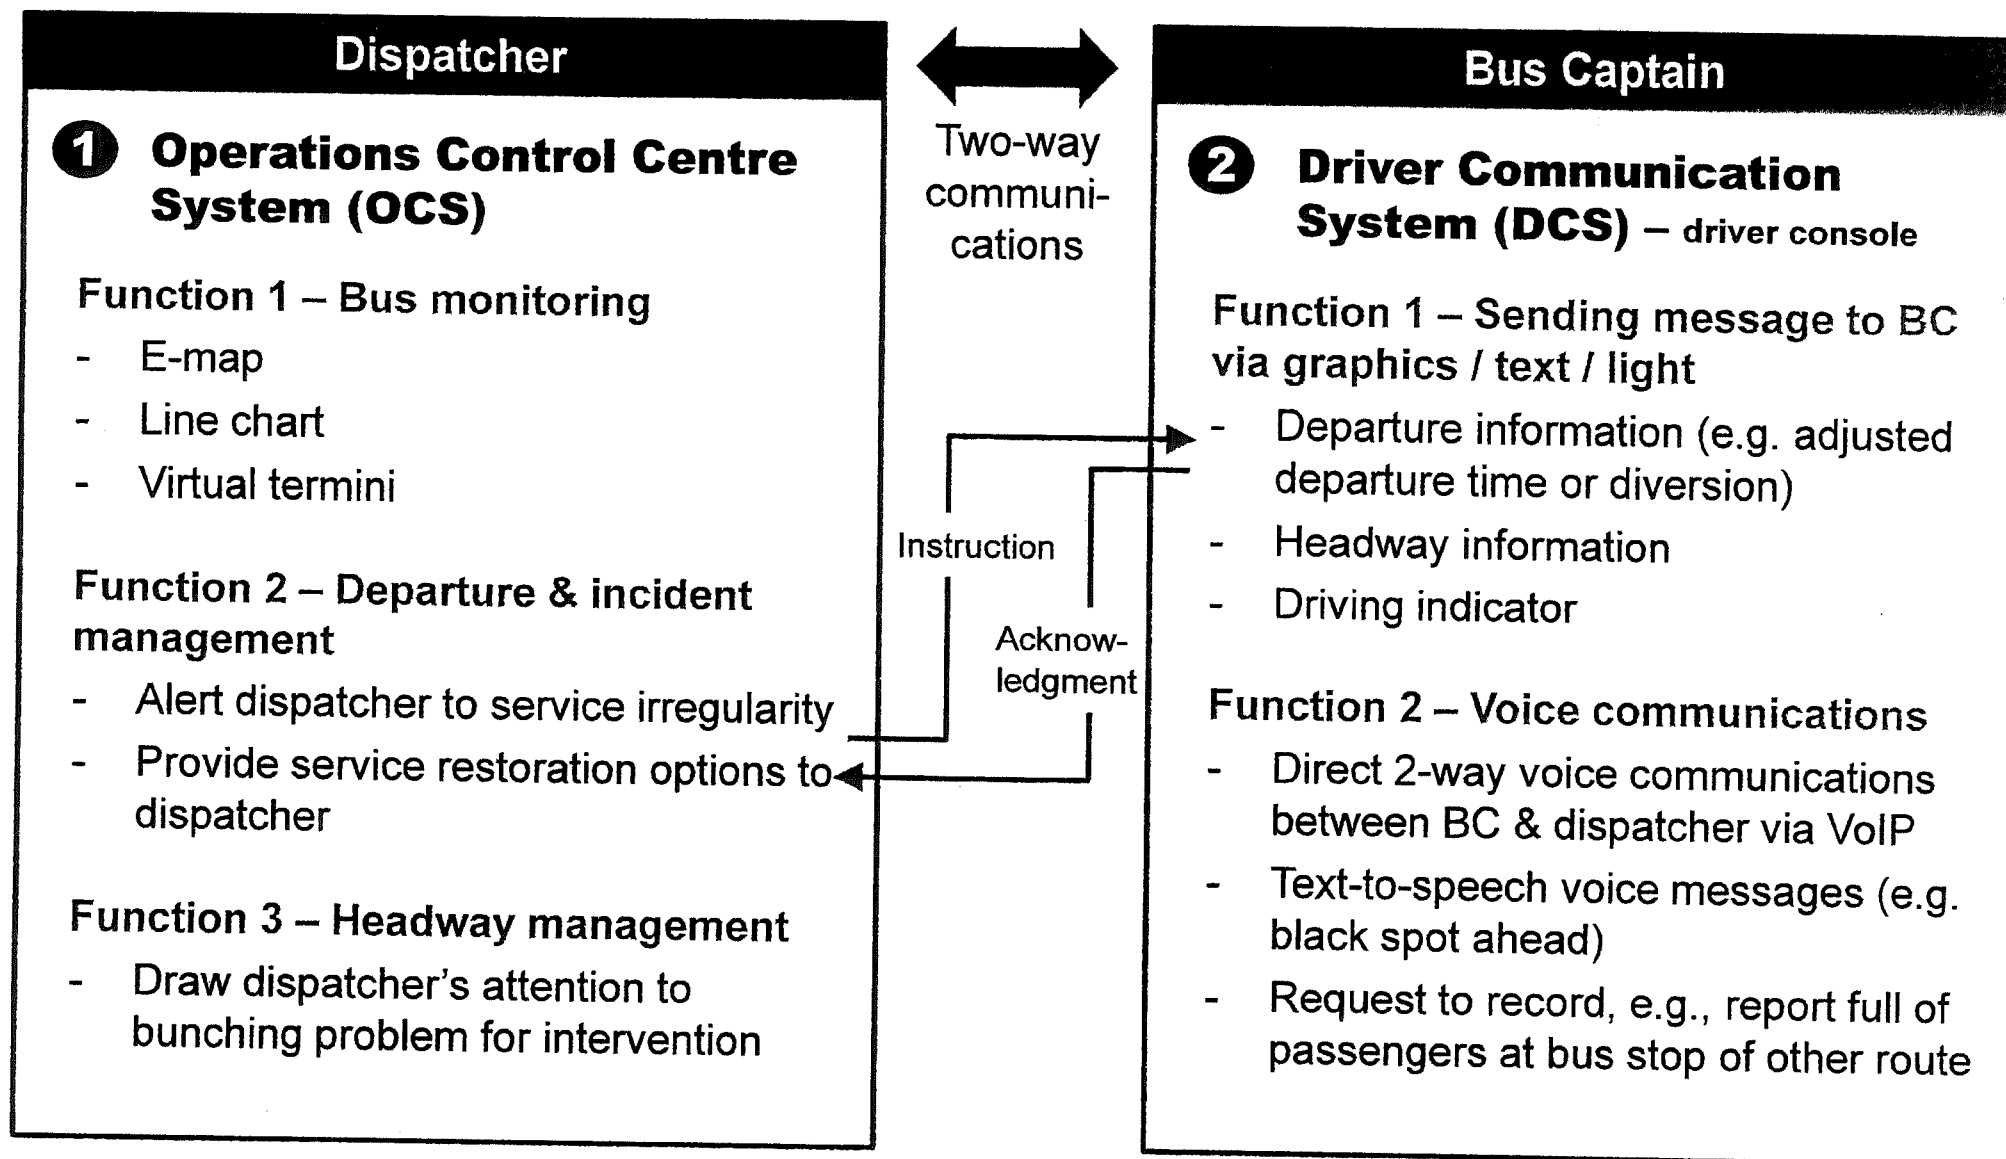 Dispatcher
1 Operations Control Centre
System (OCS)
Function 1 – Bus monitoring
- E-map
- Line chart
- Virtual termini
Function 2 – Departure & incident
management
- Alert dispatcher to service irregularity
- Provide service restoration options to
dispatcher
Function 3 – Headway management
- Draw dispatcher's attention to
bunching problem for intervention
Two-way
communi-
cations
Instruction
Acknow-
ledgment
Bus Captain
2 Driver Communication
System (DCS) – driver console
Function 1 – Sending message to BC
via graphics / text / light
- Departure information (e.g. adjusted
departure time or diversion)
- Headway information
- Driving indicator
Function 2 – Voice communications
- Direct 2-way voice communications
between BC & dispatcher via VoIP
- Text-to-speech voice messages (e.g.
black spot ahead)
- Request to record, e.g., report full of
passengers at bus stop of other route